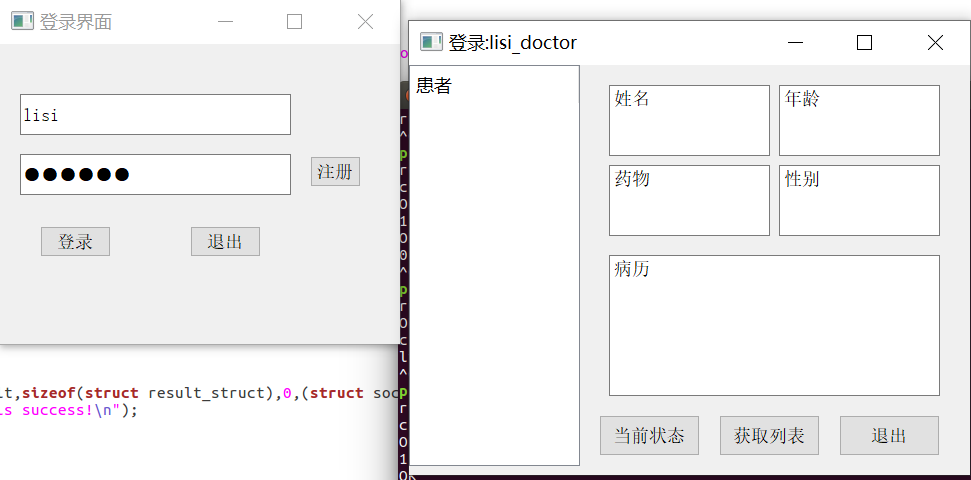 登录界面
lisi
●●●●●●
注册
登录
退出
lt,sizeof(struct result_struct),0,(struct soc
ls success!\n");
登录:lisi_doctor
患者
姓名
年龄
药物
性别
病历
当前状态
获取列表
退出